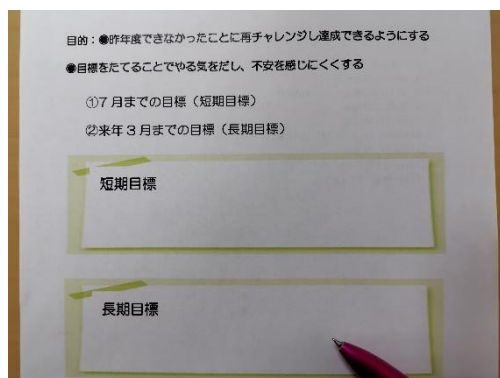 目的：●昨年度できなかったことに再チャレンジし達成できるようにする
●目標をたてることでやる気をだし、不安を感じにくくする
①7月までの目標（短期目標）
②来年3月までの目標（長期目標）
短期目標
長期目標